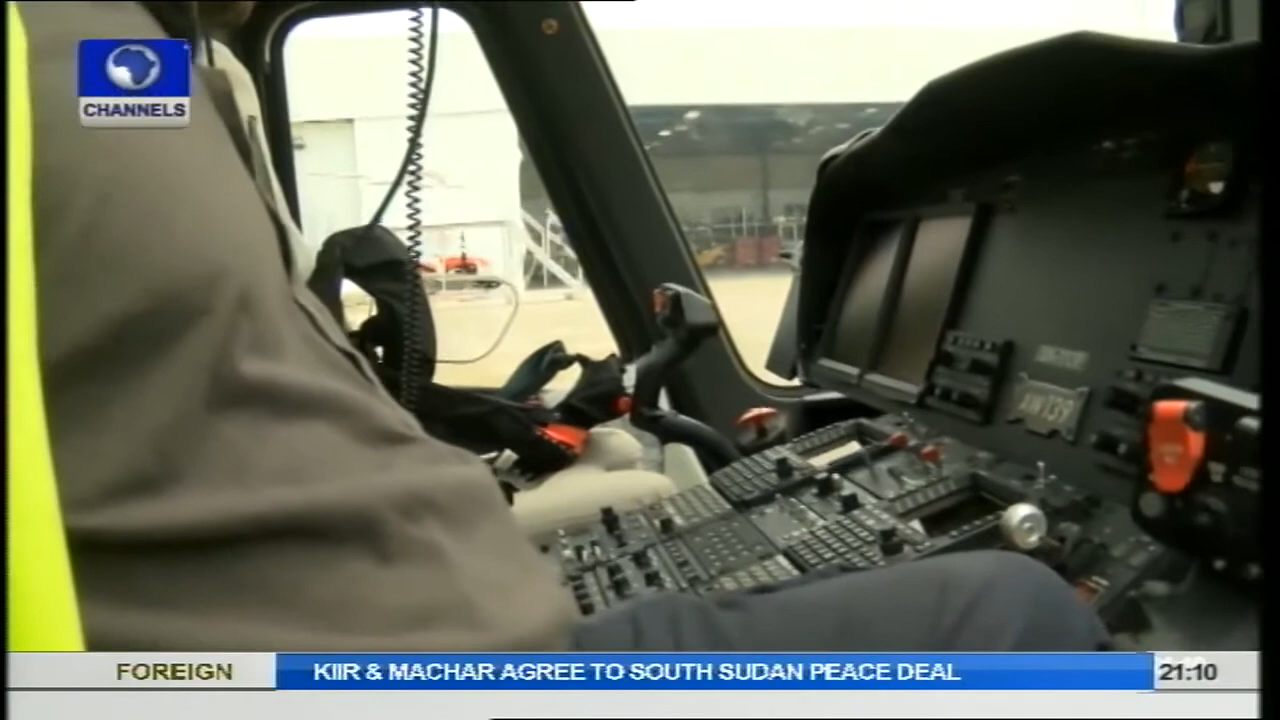 CHANNELS
AW139
FOREIGN
KIIR & MACHAR AGREE TO SOUTH SUDAN PEACE DEAL
21:10